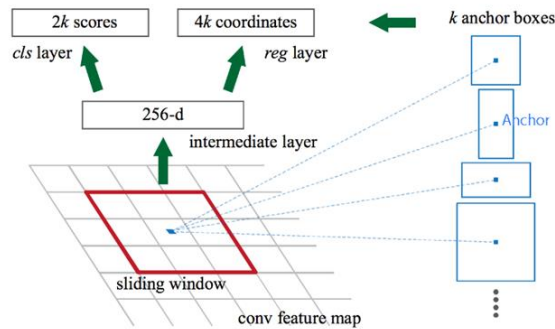 2k scores
4k coordinates
k anchor boxes
cls layer
reg layer
256-d
intermediate layer
Anchor
sliding window
conv feature map